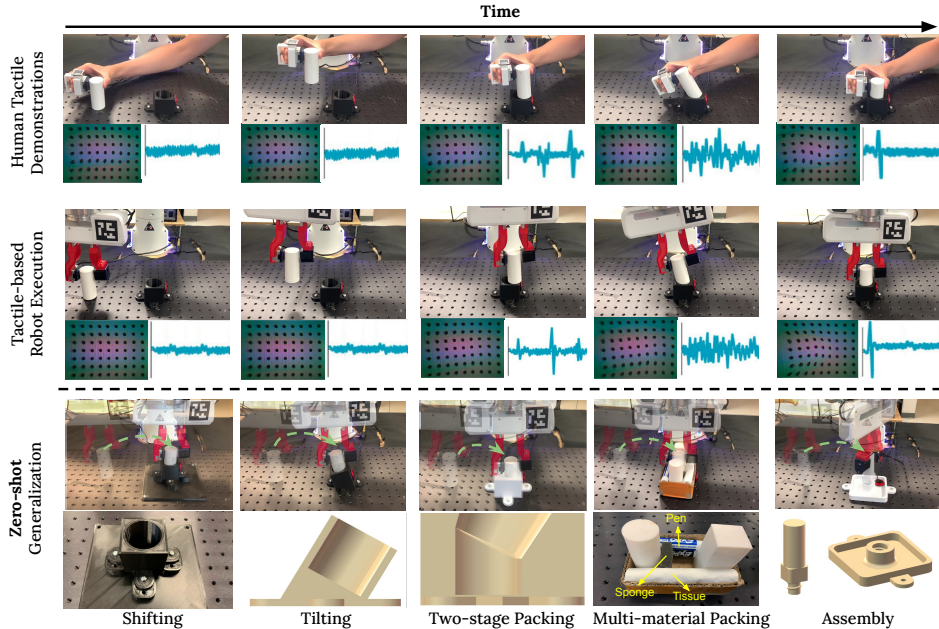 Time
Human Tactile
Demonstrations
Tactile-based
Robot Execution
Zero-shot
Generalization
Pen
Sponge
Tissue
Shifting
Tilting
Two-stage Packing
Multi-material Packing
Assembly